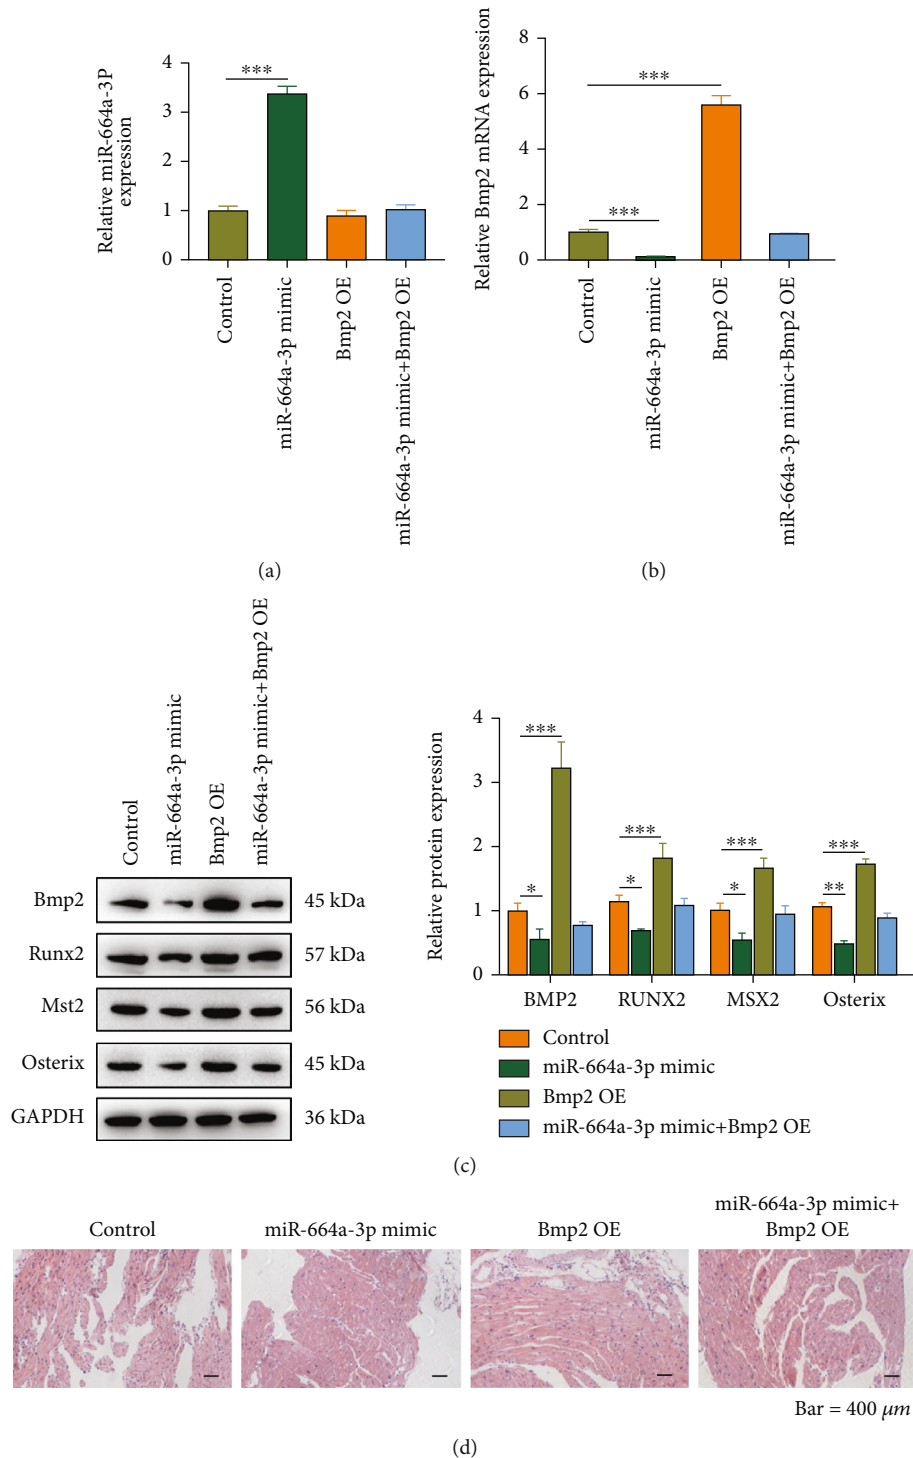 Relative miR-664a-3P
expression
4
3
2
1
0
***
Control
miR-664a-3p mimic
Bmp2 OE
miR-664a-3p mimic+Bmp2 OE
(a)
Relative Bmp2 mRNA expression
8
6
4
2
0
***
***
Control
miR-664a-3p mimic
Bmp2 OE
miR-664a-3p mimic+Bmp2 OE
(b)
Control
miR-664a-3p mimic
Bmp2 OE
miR-664a-3p mimic+Bmp2 OE
Bmp2 45 kDa
Runx2 57 kDa
Mst2 56 kDa
Osterix 45 kDa
GAPDH 36 kDa
Relative protein expression
4
3
2
1
0
***
*
***
*
***
*
***
**
BMP2 RUNX2 MSX2 Osterix
Control
miR-664a-3p mimic
Bmp2 OE
miR-664a-3p mimic+Bmp2 OE
(c)
Control
miR-664a-3p mimic
Bmp2 OE
miR-664a-3p mimic+
Bmp2 OE
Bar = 400 μm
(d)